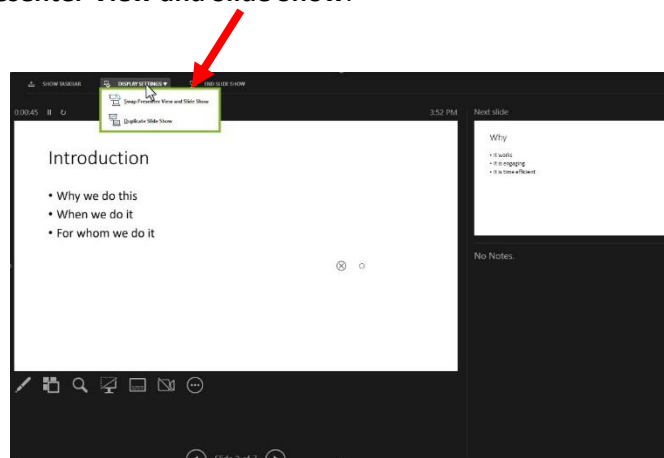 esenter View and Slide Show.
SHOW TASKBAR DISPLAY SETTINGS ▼ END SLIDE SHOW
Swap Presenter View and Slide Show
Duplicate Slide Show
0:00:45
3:52 PM
Introduction
• Why we do this
• When we do it
• For whom we do it
Next slide
Why
• It works
• It is engaging
• It is time efficient
No Notes.
Slide 2 of 7